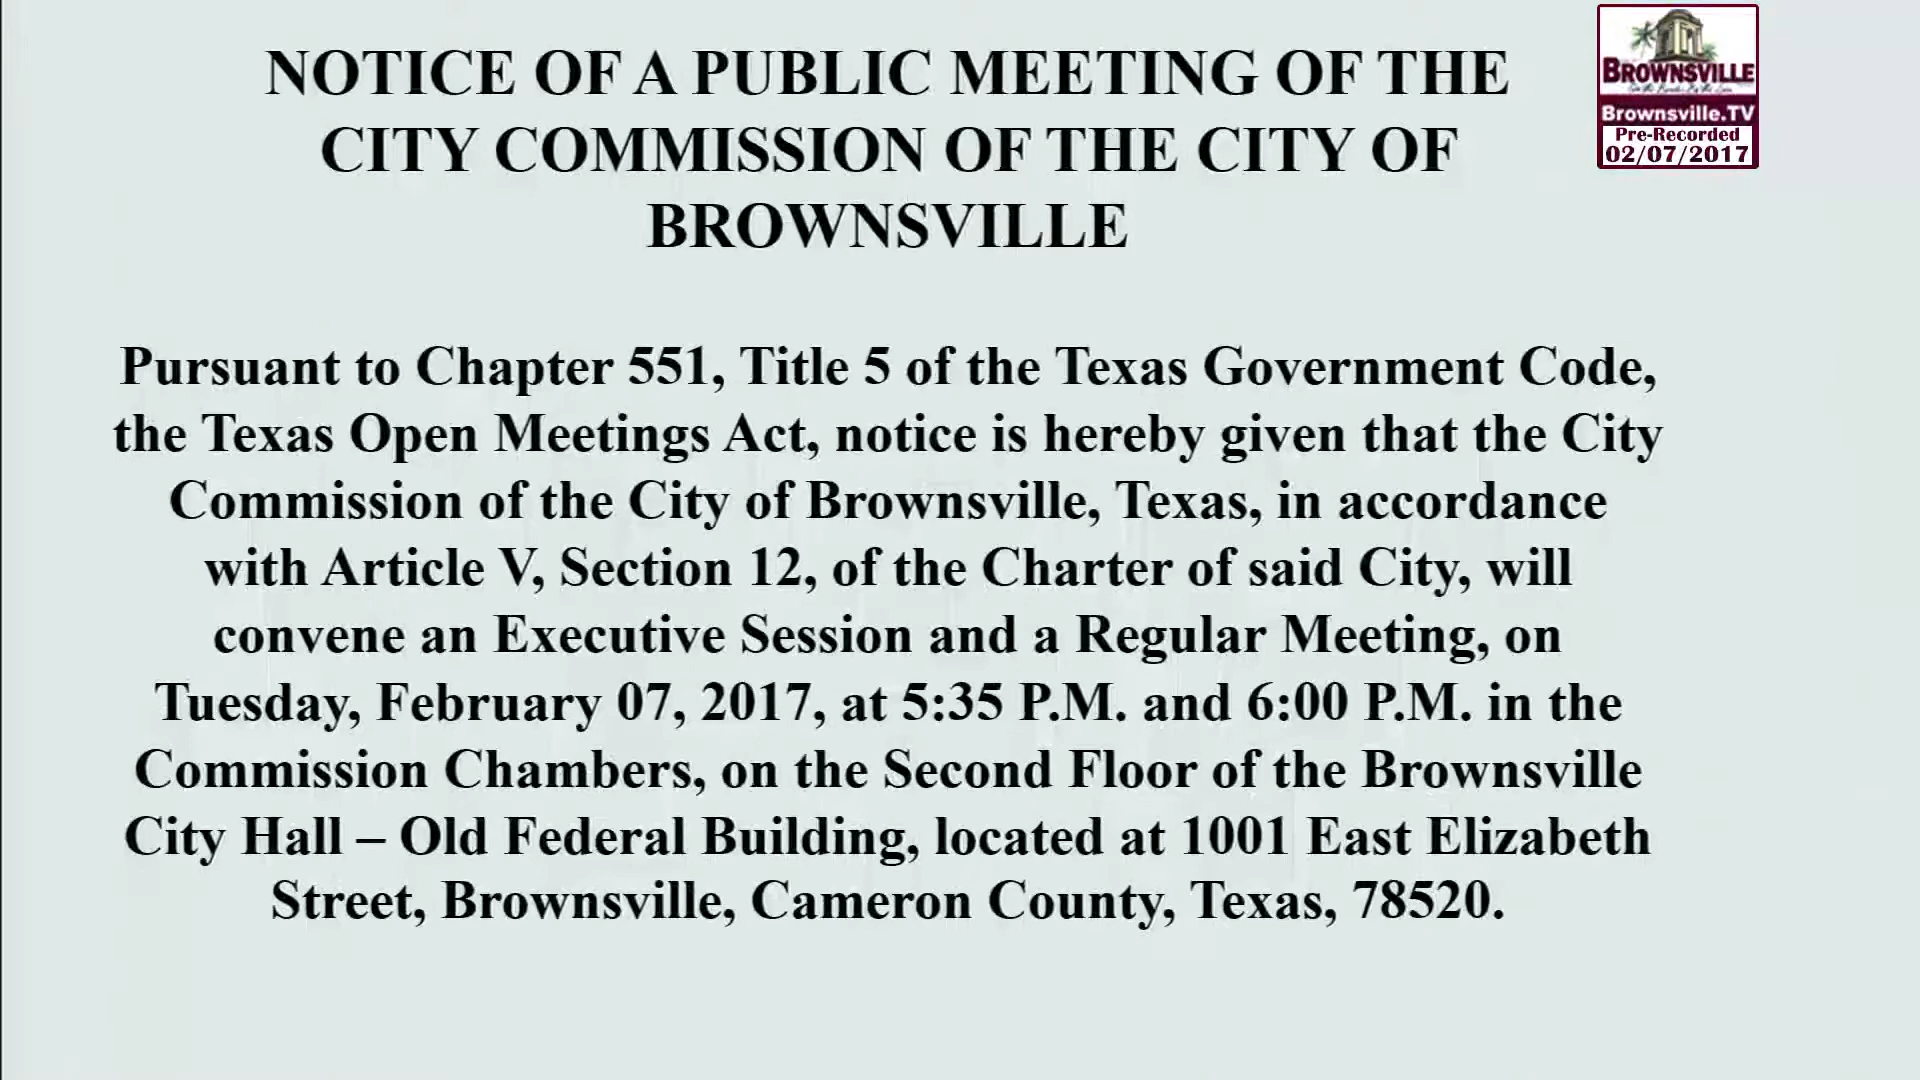 NOTICE OF A PUBLIC MEETING OF THE
CITY COMMISSION OF THE CITY OF
BROWNSVILLE
Pursuant to Chapter 551, Title 5 of the Texas Government Code,
the Texas Open Meetings Act, notice is hereby given that the City
Commission of the City of Brownsville, Texas, in accordance
with Article V, Section 12, of the Charter of said City, will
convene an Executive Session and a Regular Meeting, on
Tuesday, February 07, 2017, at 5:35 P.M. and 6:00 P.M. in the
Commission Chambers, on the Second Floor of the Brownsville
City Hall – Old Federal Building, located at 1001 East Elizabeth
Street, Brownsville, Cameron County, Texas, 78520.
BROWNSVILLE
Brownsville.TV
Pre-Recorded
02/07/2017